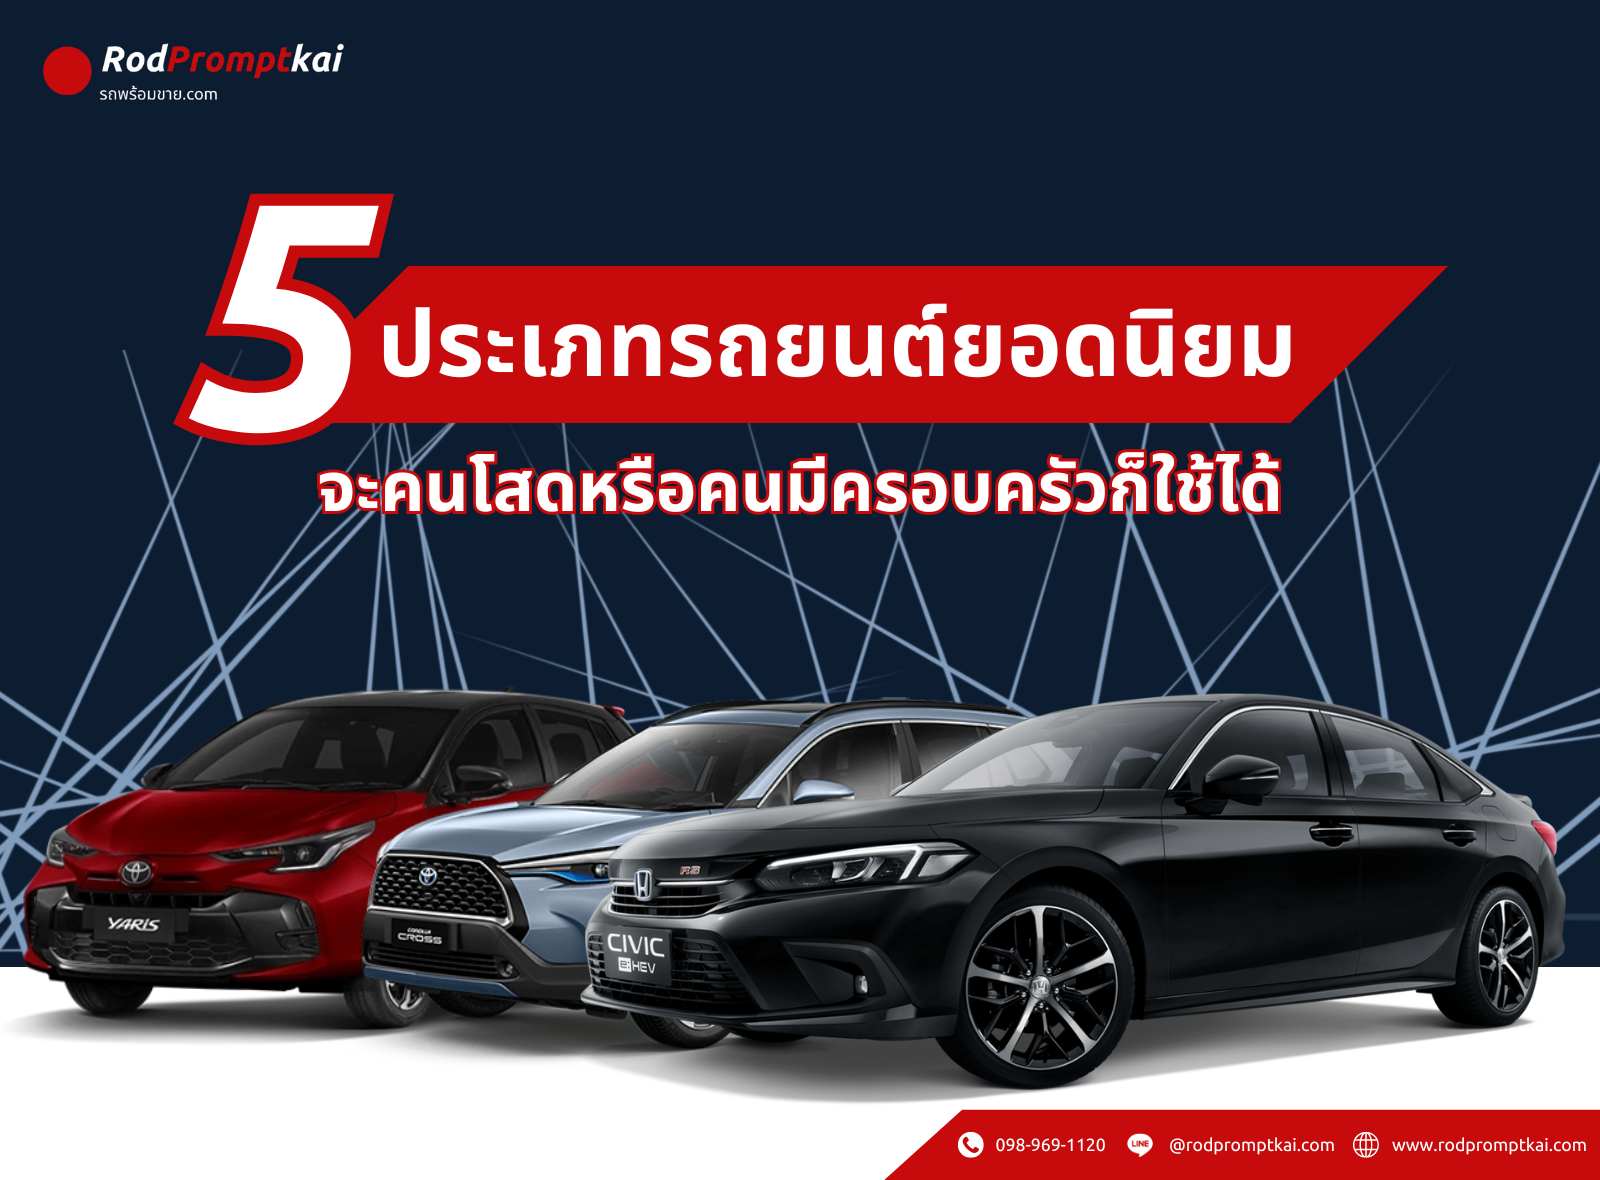 RodPromptkai
รถพร้อมขาย.com
5 ประเภทรถยนต์ยอดนิยม
จะคนโสดหรือคนมีครอบครัวก็ใช้ได้
RS
YARIS
COROLLA
CROSS
CIVIC
e:HEV
098-969-1120 LINE @rodpromptkai.com www.rodpromptkai.com